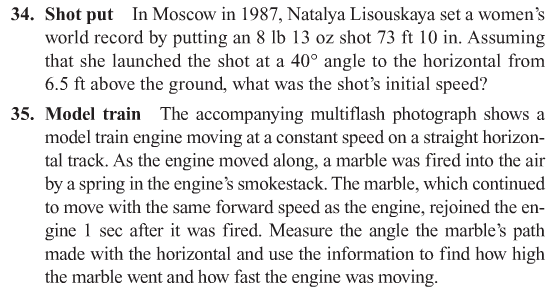 34. Shot put In Moscow in 1987, Natalya Lisouskaya set a women's
world record by putting an 8 lb 13 oz shot 73 ft 10 in. Assuming
that she launched the shot at a 40° angle to the horizontal from
6.5 ft above the ground, what was the shot's initial speed?
35. Model train The accompanying multiflash photograph shows a
model train engine moving at a constant speed on a straight horizon-
tal track. As the engine moved along, a marble was fired into the air
by a spring in the engine's smokestack. The marble, which continued
to move with the same forward speed as the engine, rejoined the en-
gine 1 sec after it was fired. Measure the angle the marble's path
made with the horizontal and use the information to find how high
the marble went and how fast the engine was moving.